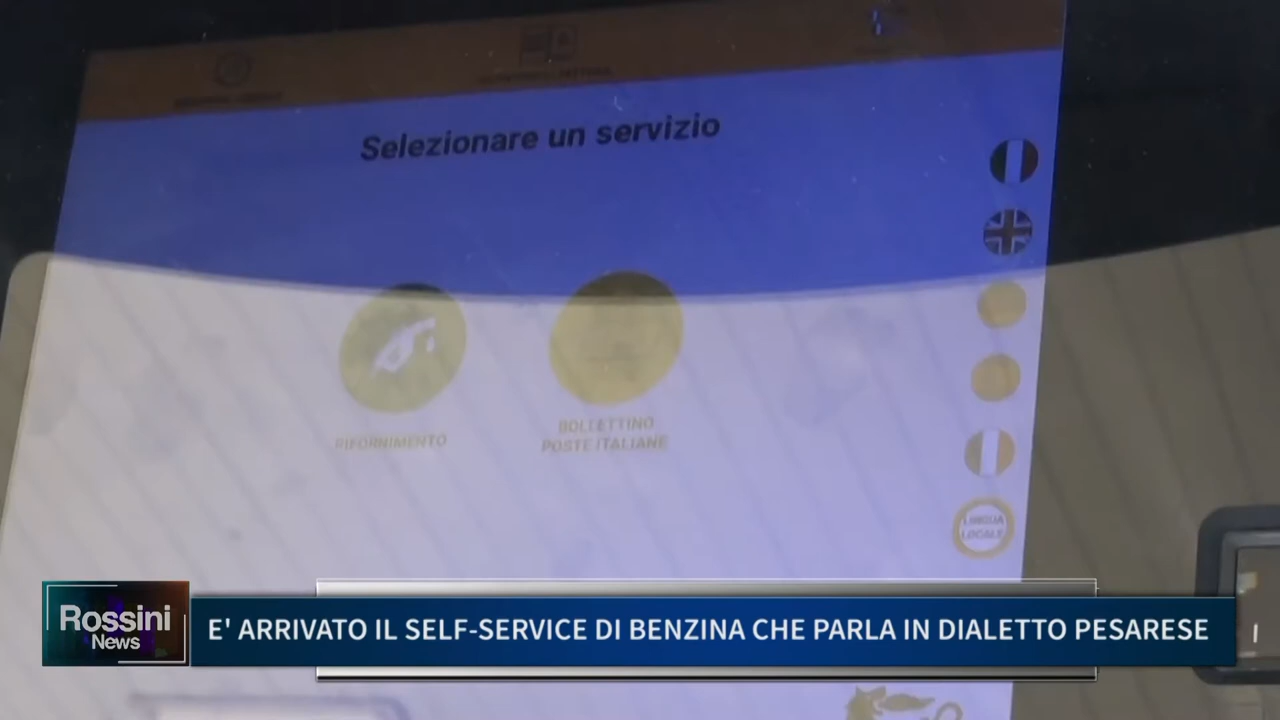 Selezionare un servizio
RIFORNIMENTO
BOLLETTINO
POSTE ITALIANE
LINGUA
LOCALE
Rossini
News
E' ARRIVATO IL SELF-SERVICE DI BENZINA CHE PARLA IN DIALETTO PESARESE